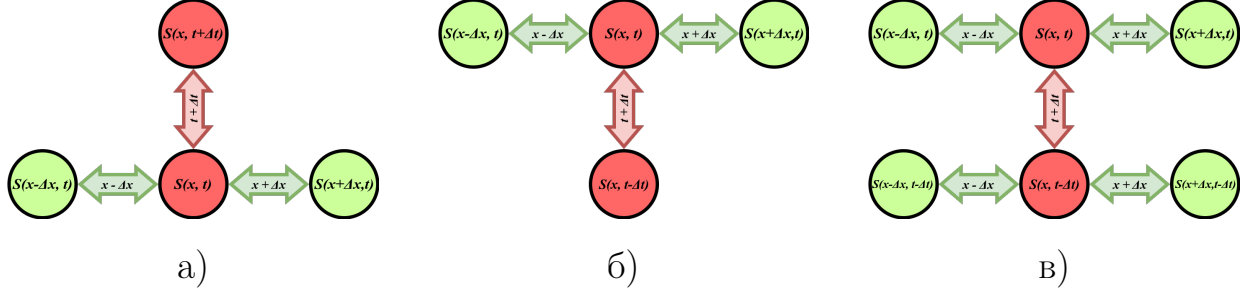 S(x, t+Δt)
t + Δt
S(x-Δx, t)
x - Δx
S(x, t)
x + Δx
S(x+Δx,t)
а)
S(x-Δx, t)
x - Δx
S(x, t)
x + Δx
S(x+Δx,t)
t + Δt
S(x, t-Δt)
б)
S(x-Δx, t)
x - Δx
S(x, t)
x + Δx
S(x+Δx,t)
t + Δt
S(x-Δx, t-Δt)
x - Δx
S(x, t-Δt)
x + Δx
S(x+Δx,t-Δt)
в)